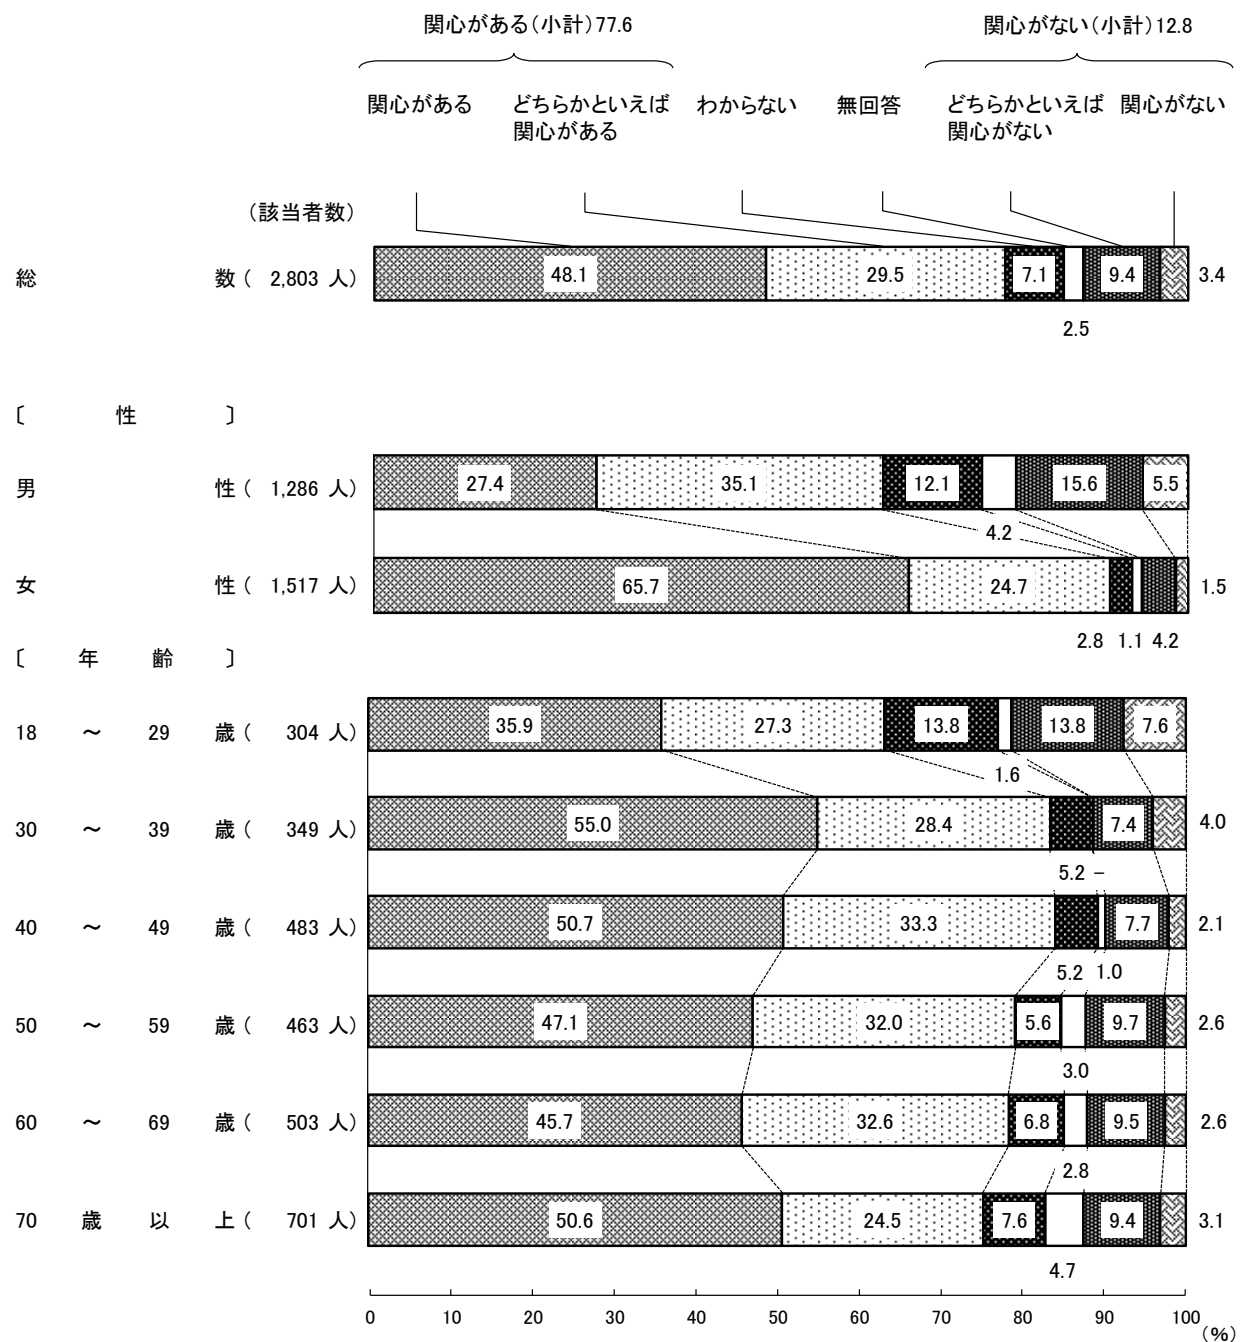 関心がある(小計)77.6 関心がない(小計)12.8
関心がある どちらかといえば 関心がある わからない 無回答 どちらかといえば 関心がない 関心がない
(該当者数)
総 数( 2,803 人) 48.1 29.5 7.1 9.4 3.4
2.5
〔 性 〕
男 性( 1,286 人) 27.4 35.1 12.1 15.6 5.5
4.2
女 性( 1,517 人) 65.7 24.7 1.5
2.8 1.1 4.2
〔 年 齢 〕
18 ~ 29 歳( 304 人) 35.9 27.3 13.8 13.8 7.6
1.6
30 ~ 39 歳( 349 人) 55.0 28.4 7.4 4.0
5.2 -
40 ~ 49 歳( 483 人) 50.7 33.3 7.7 2.1
5.2 1.0
50 ~ 59 歳( 463 人) 47.1 32.0 5.6 9.7 2.6
3.0
60 ~ 69 歳( 503 人) 45.7 32.6 6.8 9.5 2.6
2.8
70 歳 以 上( 701 人) 50.6 24.5 7.6 9.4 3.1
4.7
0 10 20 30 40 50 60 70 80 90 100
(%)